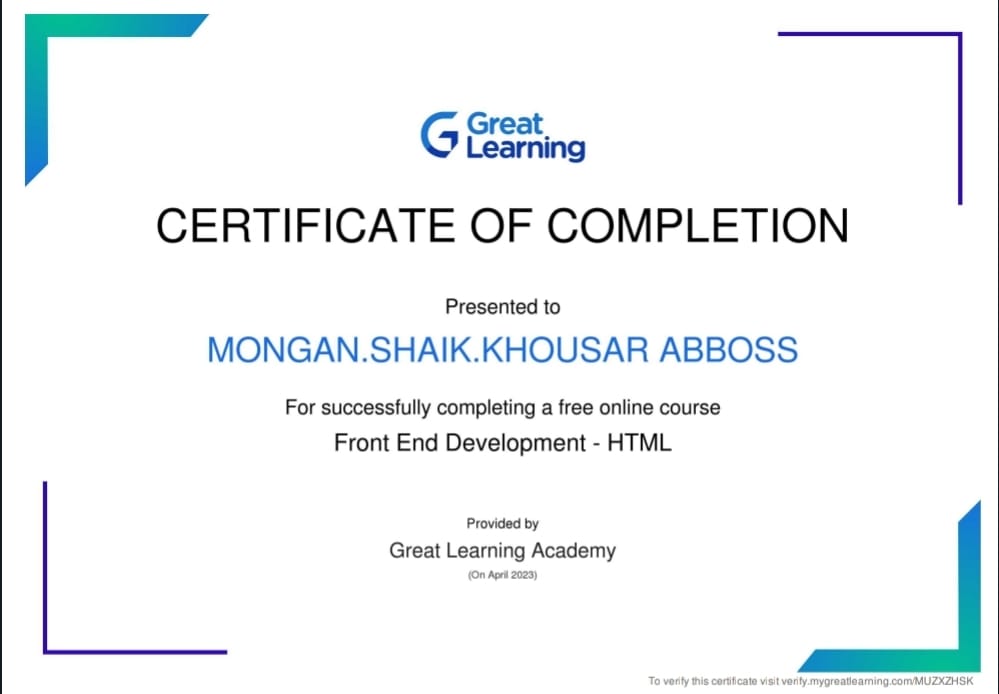 Great
Learning
CERTIFICATE OF COMPLETION
Presented to
MONGAN.SHAIK.KHOUSAR ABBOSS
For successfully completing a free online course
Front End Development - HTML
Provided by
Great Learning Academy
(On April 2023)
To verify this certificate visit verify.mygreatlearning.com/MUZXZHSK